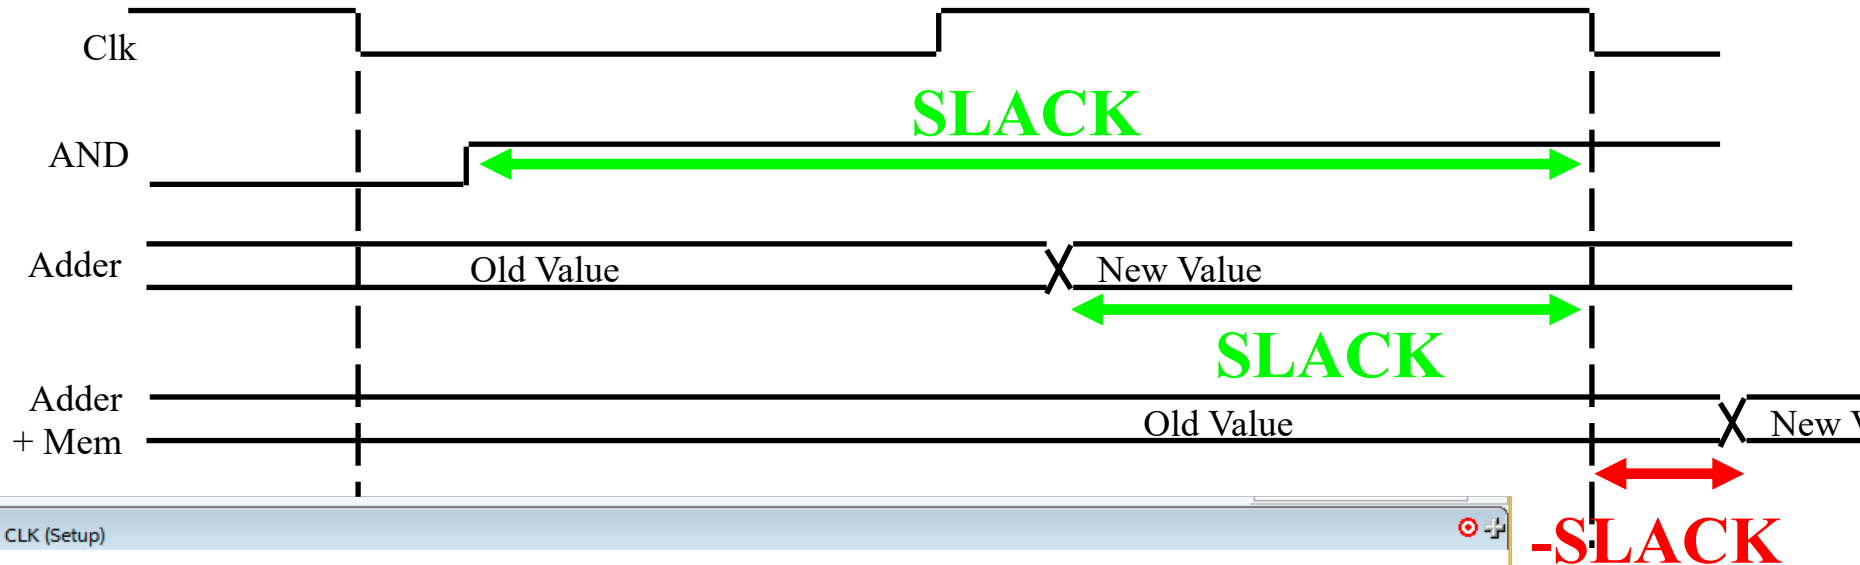 Clk
SLACK
AND
Adder
Old Value
New Value
SLACK
Adder
+ Mem
Old Value
New
CLK (Setup)
-SLACK